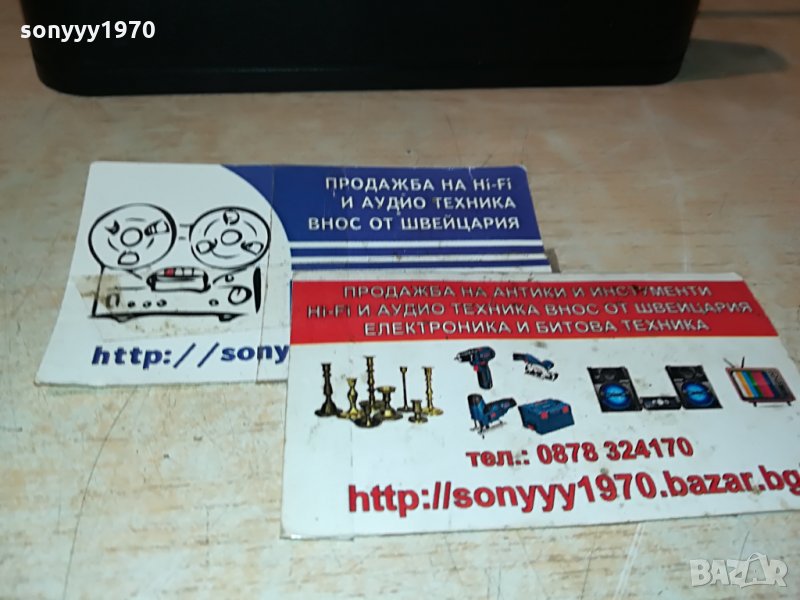 sonyyy1970
ПРОДАЖБА НА Hi-Fi
И АУДИО ТЕХНИКА
ВНОС ОТ ШВЕЙЦАРИЯ
http://sony
ПРОДАЖБА НА АНТИКИ И ИНСТРУМЕНТИ
Hi-Fi И АУДИО ТЕХНИКА ВНОС ОТ ШВЕЙЦАРИЯ
ЕЛЕКТРОНИКА И БИТОВА ТЕХНИКА
тел.: 0878 324170
http://sonyyy1970.bazar.bg
BAZAR